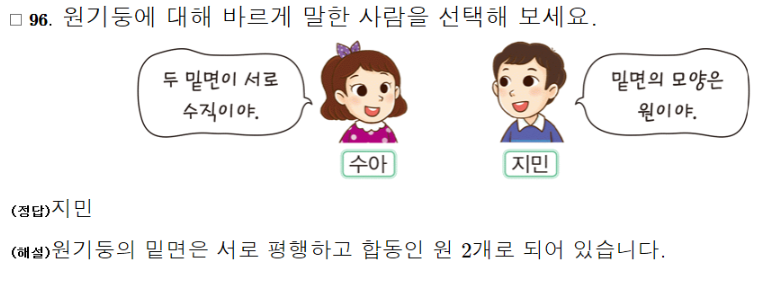 □ 96. 원기둥에 대해 바르게 말한 사람을 선택해 보세요.
두 밑면이 서로
수직이야.
밑면의 모양은
원이야.
수아
지민
(정답)지민
(해설)원기둥의 밑면은 서로 평행하고 합동인 원 2개로 되어 있습니다.